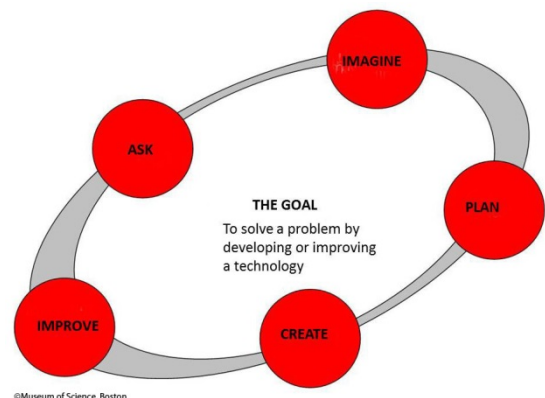 IMAGINE
ASK
THE GOAL
To solve a problem by
developing or improving
a technology
PLAN
IMPROVE
CREATE
©Museum of Science, Boston